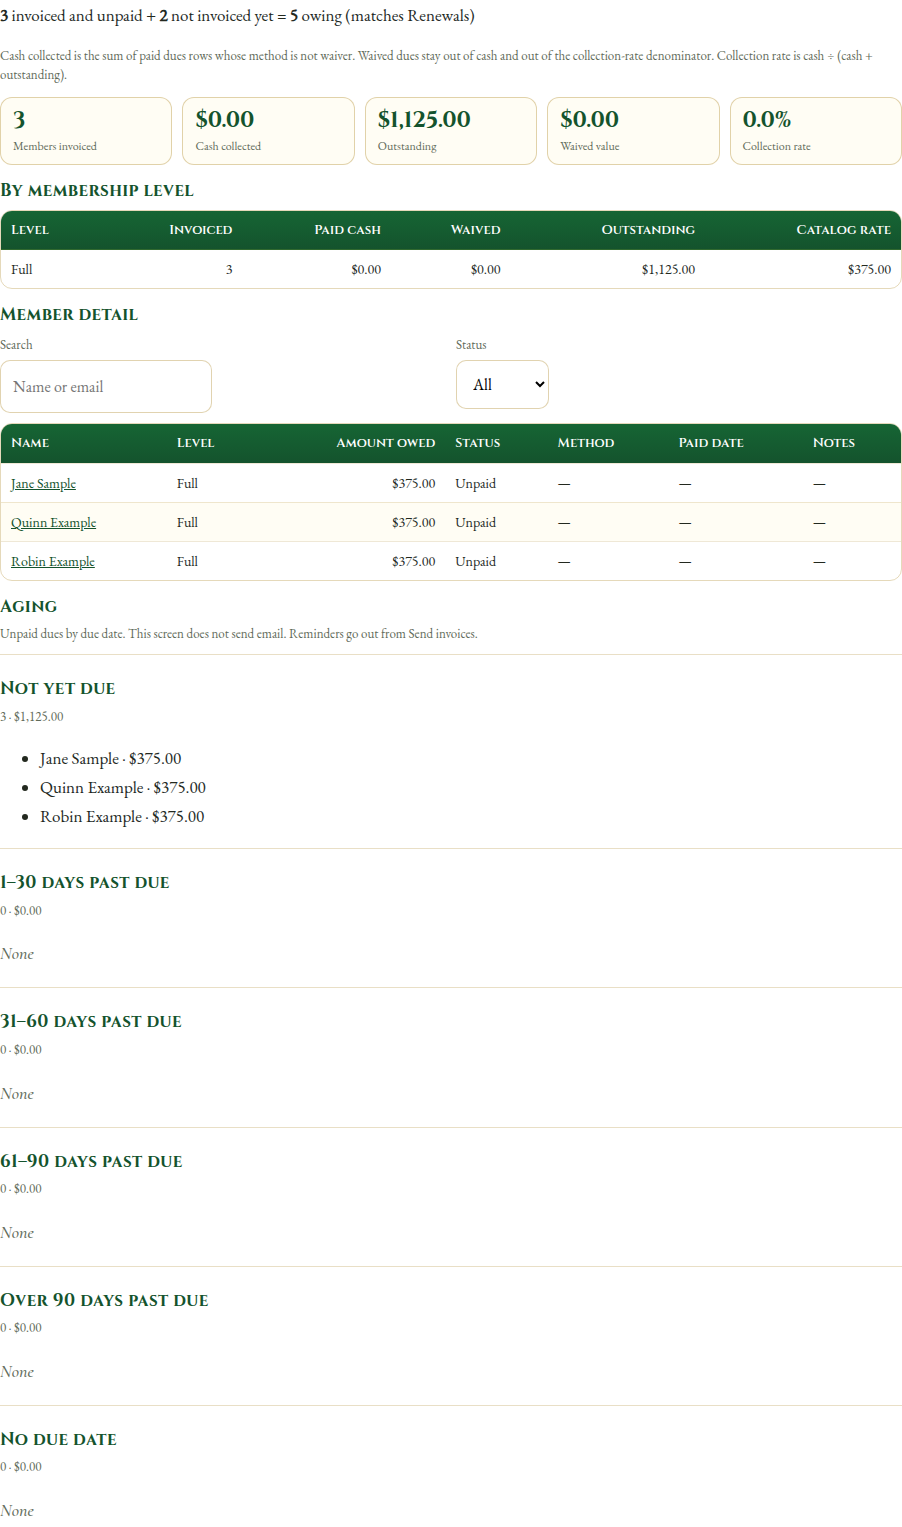 3 invoiced and unpaid + 2 not invoiced yet = 5 owing (matches Renewals)
Cash collected is the sum of paid dues rows whose method is not waiver. Waived dues stay out of cash and out of the collection-rate denominator. Collection rate is cash ÷ (cash +
outstanding).
3
Members invoiced
$0.00
Cash collected
$1,125.00
Outstanding
$0.00
Waived value
0.0%
Collection rate
By membership level
Level Invoiced Paid cash Waived Outstanding Catalog rate
Full 3 $0.00 $0.00 $1,125.00 $375.00
Member detail
Search Status
Name or email All
Name Level Amount owed Status Method Paid date Notes
Jane Sample Full $375.00 Unpaid — — —
Quinn Example Full $375.00 Unpaid — — —
Robin Example Full $375.00 Unpaid — — —
Aging
Unpaid dues by due date. This screen does not send email. Reminders go out from Send invoices.
Not yet due
3 · $1,125.00
• Jane Sample · $375.00
• Quinn Example · $375.00
• Robin Example · $375.00
1–30 days past due
0 · $0.00
None
31–60 days past due
0 · $0.00
None
61–90 days past due
0 · $0.00
None
Over 90 days past due
0 · $0.00
None
No due date
0 · $0.00
None